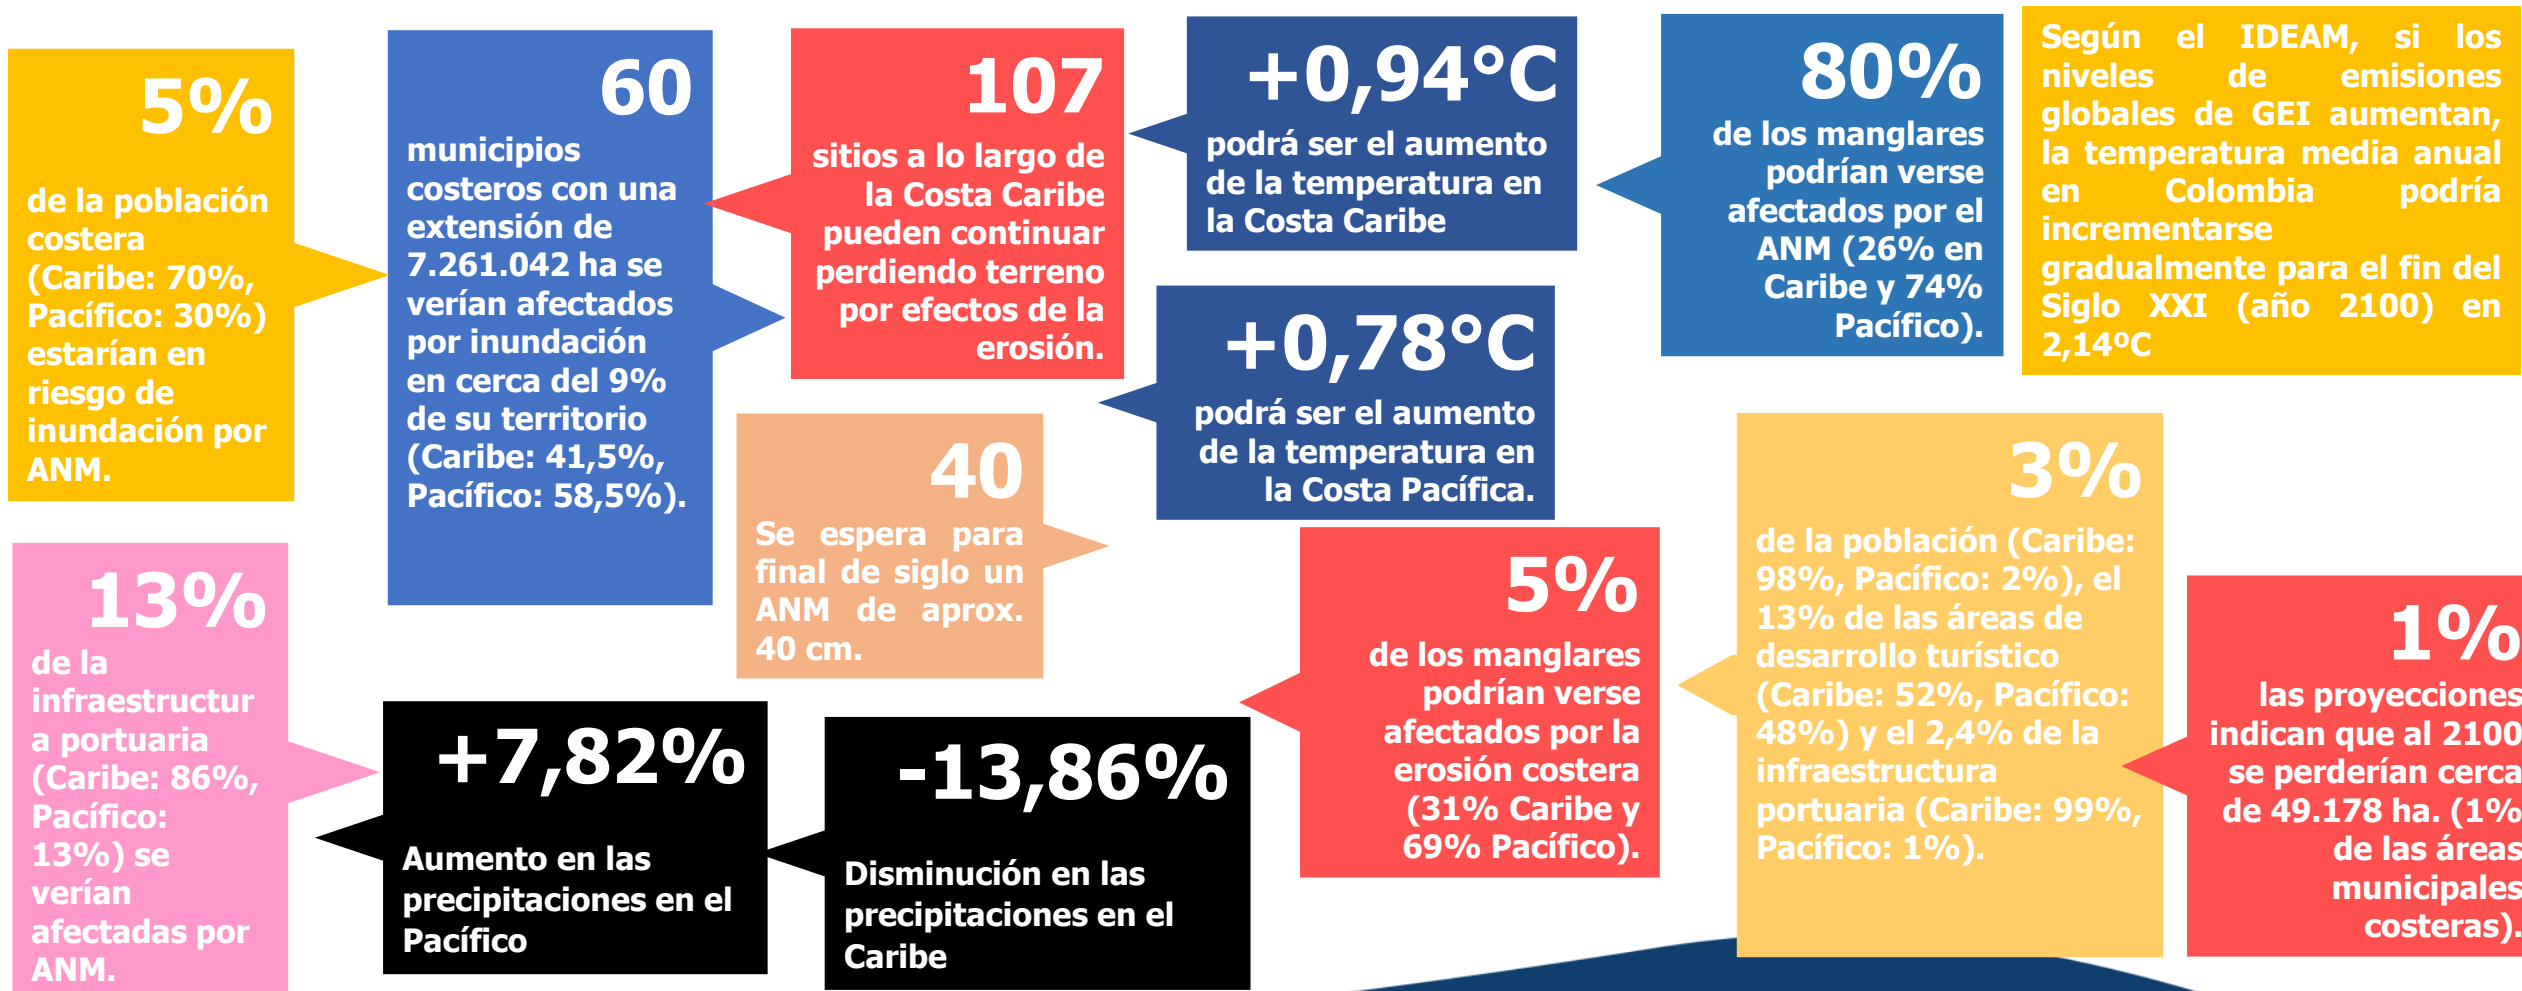 5%
de la población
costera
(Caribe: 70%,
Pacífico: 30%)
estarían en
riesgo de
inundación por
ANM.
60
municipios
costeros con una
extensión de
7.261.042 ha se
verían afectados
por inundación
en cerca del 9%
de su territorio
(Caribe: 41,5%,
Pacífico: 58,5%).
107
sitios a lo largo de
la Costa Caribe
pueden continuar
perdiendo terreno
por efectos de la
erosión.
+0,94°C
podrá ser el aumento
de la temperatura en
la Costa Caribe
80%
de los manglares
podrían verse
afectados por el
ANM (26% en
Caribe y 74%
Pacífico).
Según el IDEAM, si los
niveles de emisiones
globales de GEI aumentan,
la temperatura media anual
en Colombia podría
incrementarse
gradualmente para el fin del
Siglo XXI (año 2100) en
2,14ºC
+0,78°C
podrá ser el aumento
de la temperatura en
la Costa Pacífica.
40
Se espera para
final de siglo un
ANM de aprox.
40 cm.
13%
de la
infraestructur
a portuaria
(Caribe: 86%,
Pacífico:
13%) se
verían
afectadas por
ANM.
+7,82%
Aumento en las
precipitaciones en el
Pacífico
-13,86%
Disminución en las
precipitaciones en el
Caribe
5%
de los manglares
podrían verse
afectados por la
erosión costera
(31% Caribe y
69% Pacífico).
3%
de la población (Caribe:
98%, Pacífico: 2%), el
13% de las áreas de
desarrollo turístico
(Caribe: 52%, Pacífico:
48%) y el 2,4% de la
infraestructura
portuaria (Caribe: 99%,
Pacífico: 1%).
1%
las proyecciones
indican que al 2100
se perderían cerca
de 49.178 ha. (1%
de las áreas
municipales
costeras).